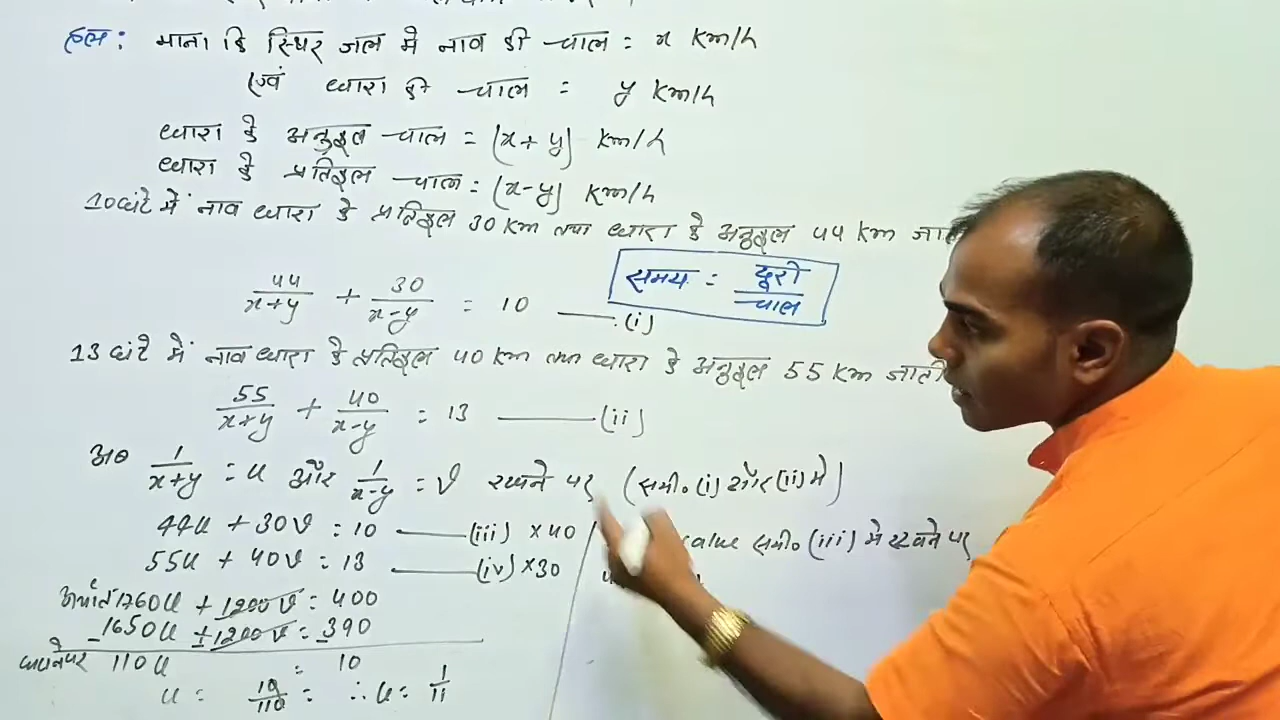 हल : माना कि स्थिर जल में नाव की चाल = x km/h
एवं धारा की चाल = y km/h
धारा के अनुकूल चाल = (x+y) km/h
धारा के प्रतिकूल चाल = (x-y) km/h
10 घंटे में नाव धारा के प्रतिकूल 30 km तथा धारा के अनुकूल 44 km
समय = दूरी / चाल
44/(x+y) + 30/(x-y) = 10 ——— (i)
13 घंटे में नाव धारा के प्रतिकूल 40 km तथा धारा के अनुकूल 55 km जाती
55/(x+y) + 40/(x-y) = 13 ——— (ii)
अब 1/(x+y) = u और 1/(x-y) = v रखने पर (समी० (i) और (ii) में)
44u + 30v = 10 ——— (iii) × 40
55u + 40v = 13 ——— (iv) × 30
अर्थात 1760u + 1200v = 400
- 1650u ± 1200v = 390
घटाने पर 110u = 10
u = 10/110 = ∴ u = 1/11
value समी० (iii) में रखने पर